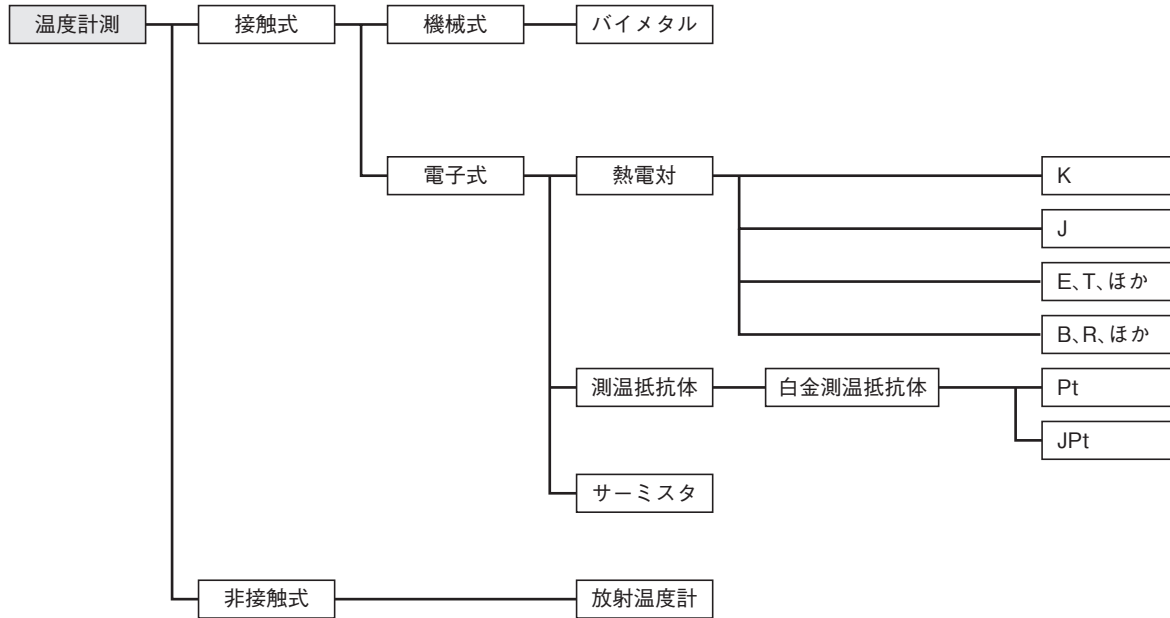 温度計測
接触式
機械式
バイメタル
電子式
熱電対
K
J
E、T、ほか
B、R、ほか
測温抵抗体
白金測温抵抗体
Pt
JPt
サーミスタ
非接触式
放射温度計